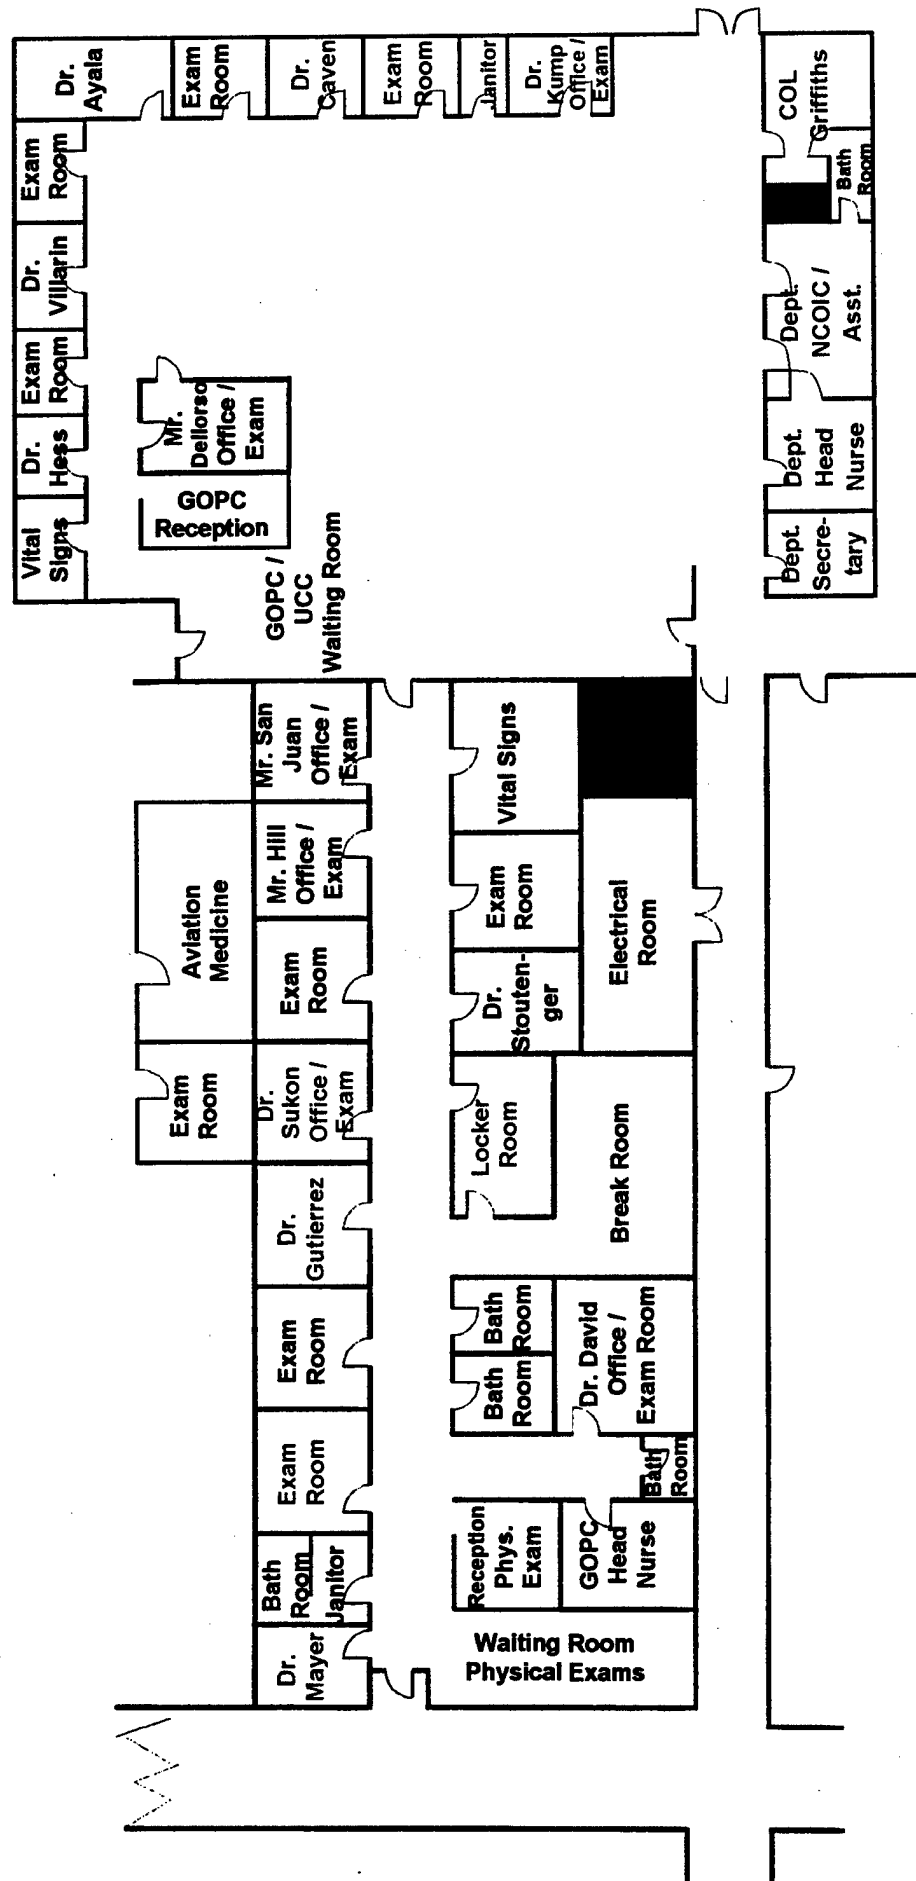 Dr.
Ayala
Exam
Room
Dr.
Caven
Exam
Room
Janitor
Dr.
Kump
Office /
Exam
COL
Griffiths
Bath
Room
Exam
Room
Dr.
Villarin
Exam
Room
Dr.
Hess
Vital
Signs
Mr.
Dellorso
Office /
Exam
GOPC
Reception
GOPC /
UCC
Waiting Room
Dept.
NCOIC /
Asst.
Dept.
Head
Nurse
Dept.
Secre-
tary
Mr. San
Juan
Office /
Exam
Mr. Hill
Office /
Exam
Aviation
Medicine
Exam
Room
Exam
Room
Dr.
Sukon
Office /
Exam
Dr.
Gutierrez
Exam
Room
Exam
Room
Bath
Room
Janitor
Dr.
Mayer
Vital Signs
Exam
Room
Dr.
Stouten-
ger
Electrical
Room
Locker
Room
Break Room
Bath
Room
Bath
Room
Dr. David
Office /
Exam Room
Bath
Room
Reception
Phys.
Exam
GOPC
Head
Nurse
Waiting Room
Physical Exams